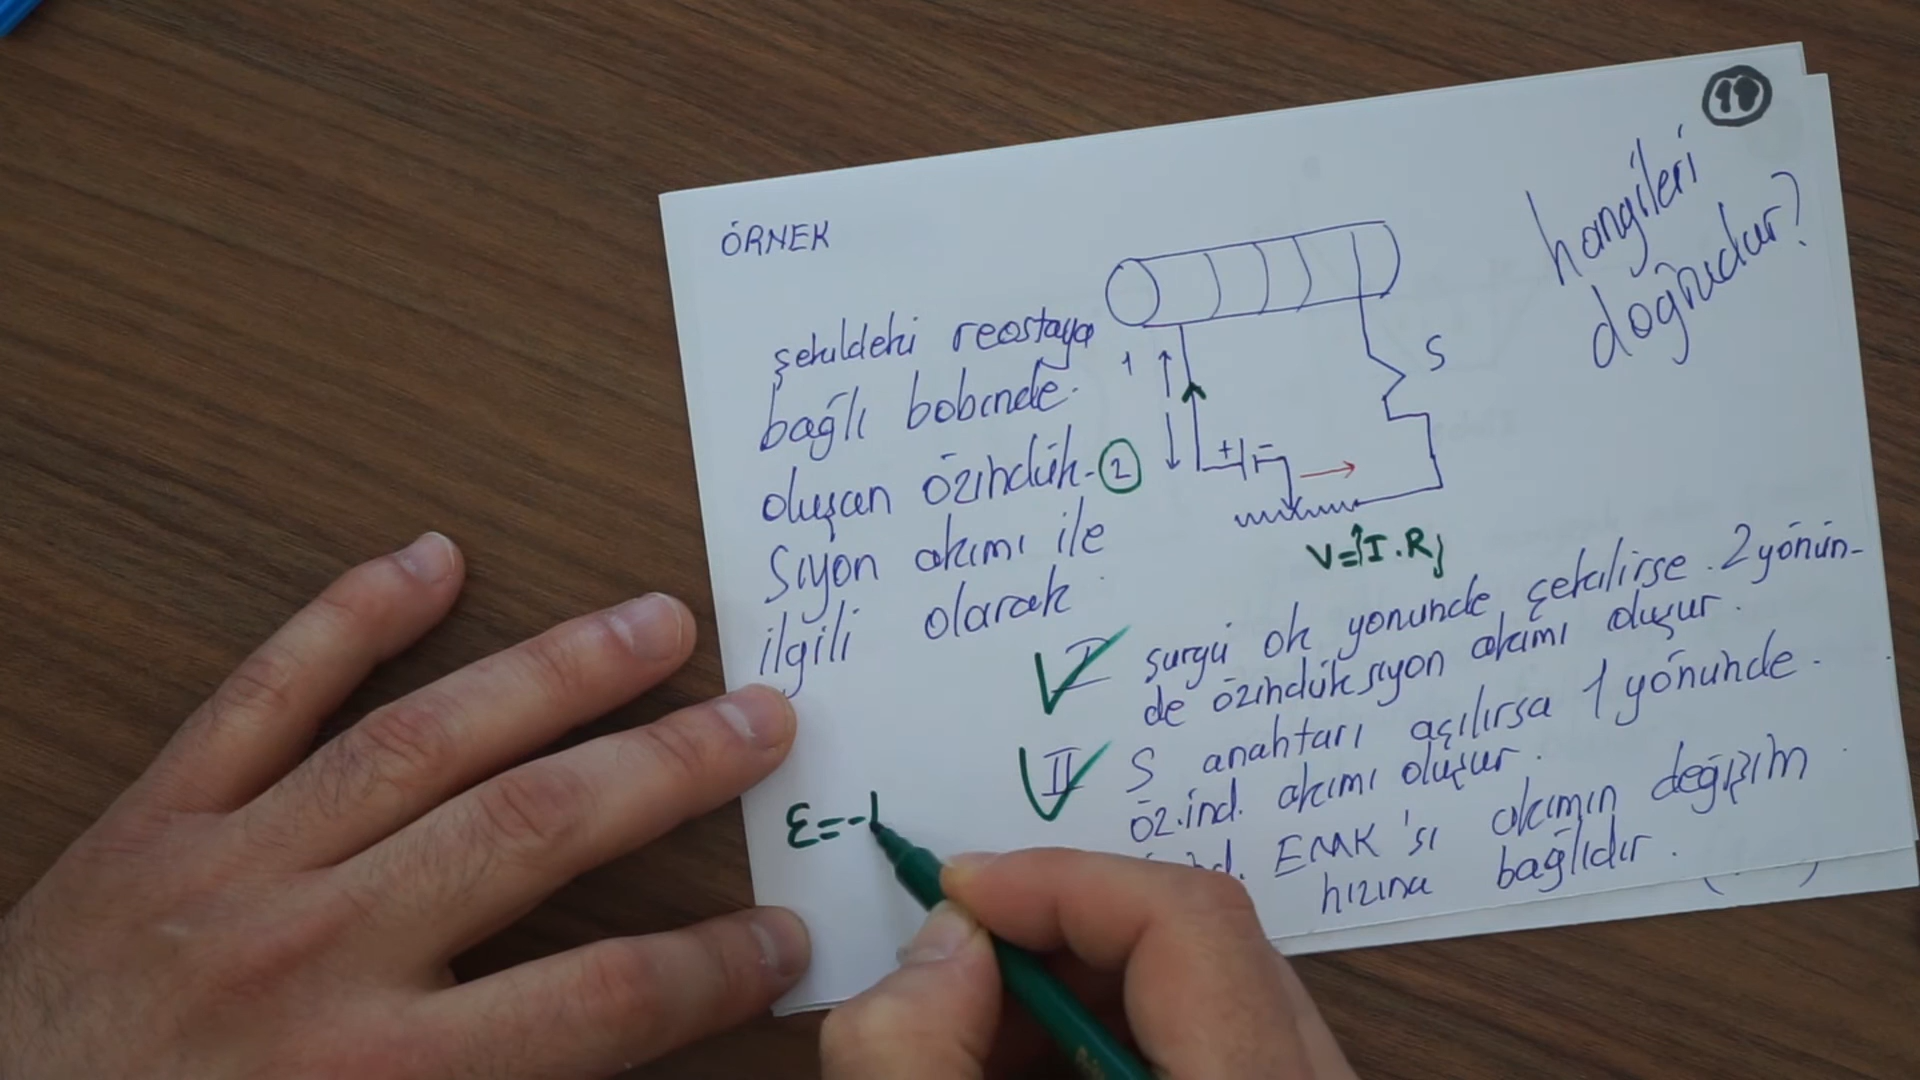 ÖRNEK
şekildeki reostaya
bağlı bobinde
oluşan özindük-
siyon akımı ile
ilgili olarak
1
2
S
+ -
V=I.R
I sürgü ok yönünde çekilirse 2 yönün-
de özindüksiyon akımı oluşur.
II S anahtarı açılırsa 1 yönünde
öz.ind. akımı oluşur.
EMK'sı akımın değişim
hızına bağlıdır.
hangileri
doğrudur?
ε=-